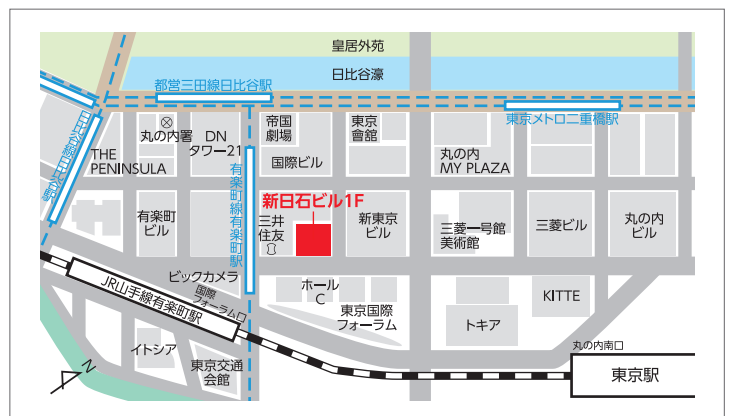 皇居外苑
日比谷濠
都営三田線日比谷駅
東京メトロ二重橋駅
日比谷線日比谷駅
丸の内署
DN
タワー21
帝国
劇場
東京
會館
THE
PENINSULA
国際ビル
丸の内
MY PLAZA
有楽町線有楽町駅
新日石ビル1F
有楽町
ビル
三井
住友
新東京
ビル
三菱一号館
美術館
三菱ビル
丸の内
ビル
ビックカメラ
国際
フォーラム口
JR山手線有楽町駅
ホール
C
東京国際
フォーラム
KITTE
トキア
イトシア
東京交通
会館
丸の内南口
東京駅
N